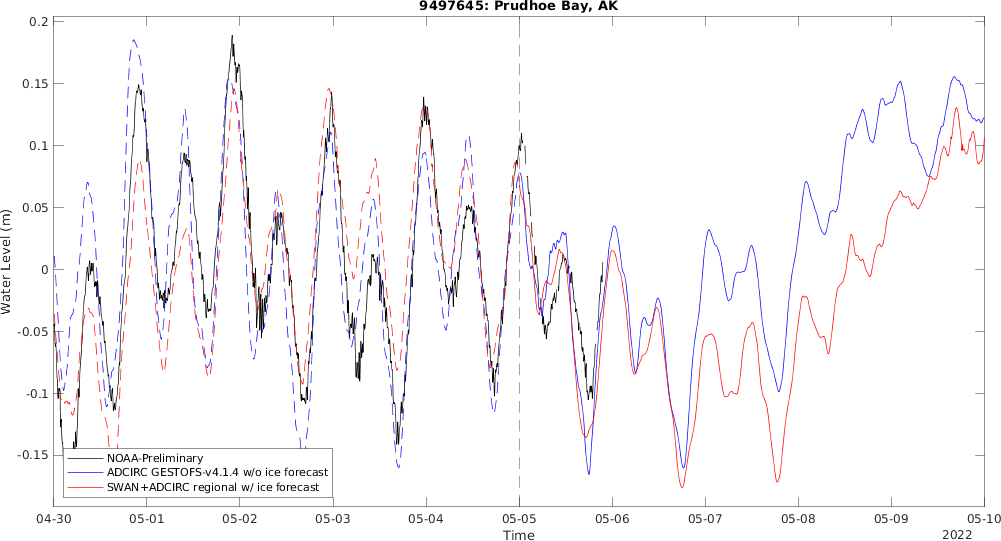 9497645: Prudhoe Bay, AK
0.2
0.15
0.1
0.05
0
-0.05
-0.1
-0.15
Water Level (m)
NOAA-Preliminary
ADCIRC GESTOFS-v4.1.4 w/o ice forecast
SWAN+ADCIRC regional w/ ice forecast
04-30 05-01 05-02 05-03 05-04 05-05 05-06 05-07 05-08 05-09 05-10
Time
2022